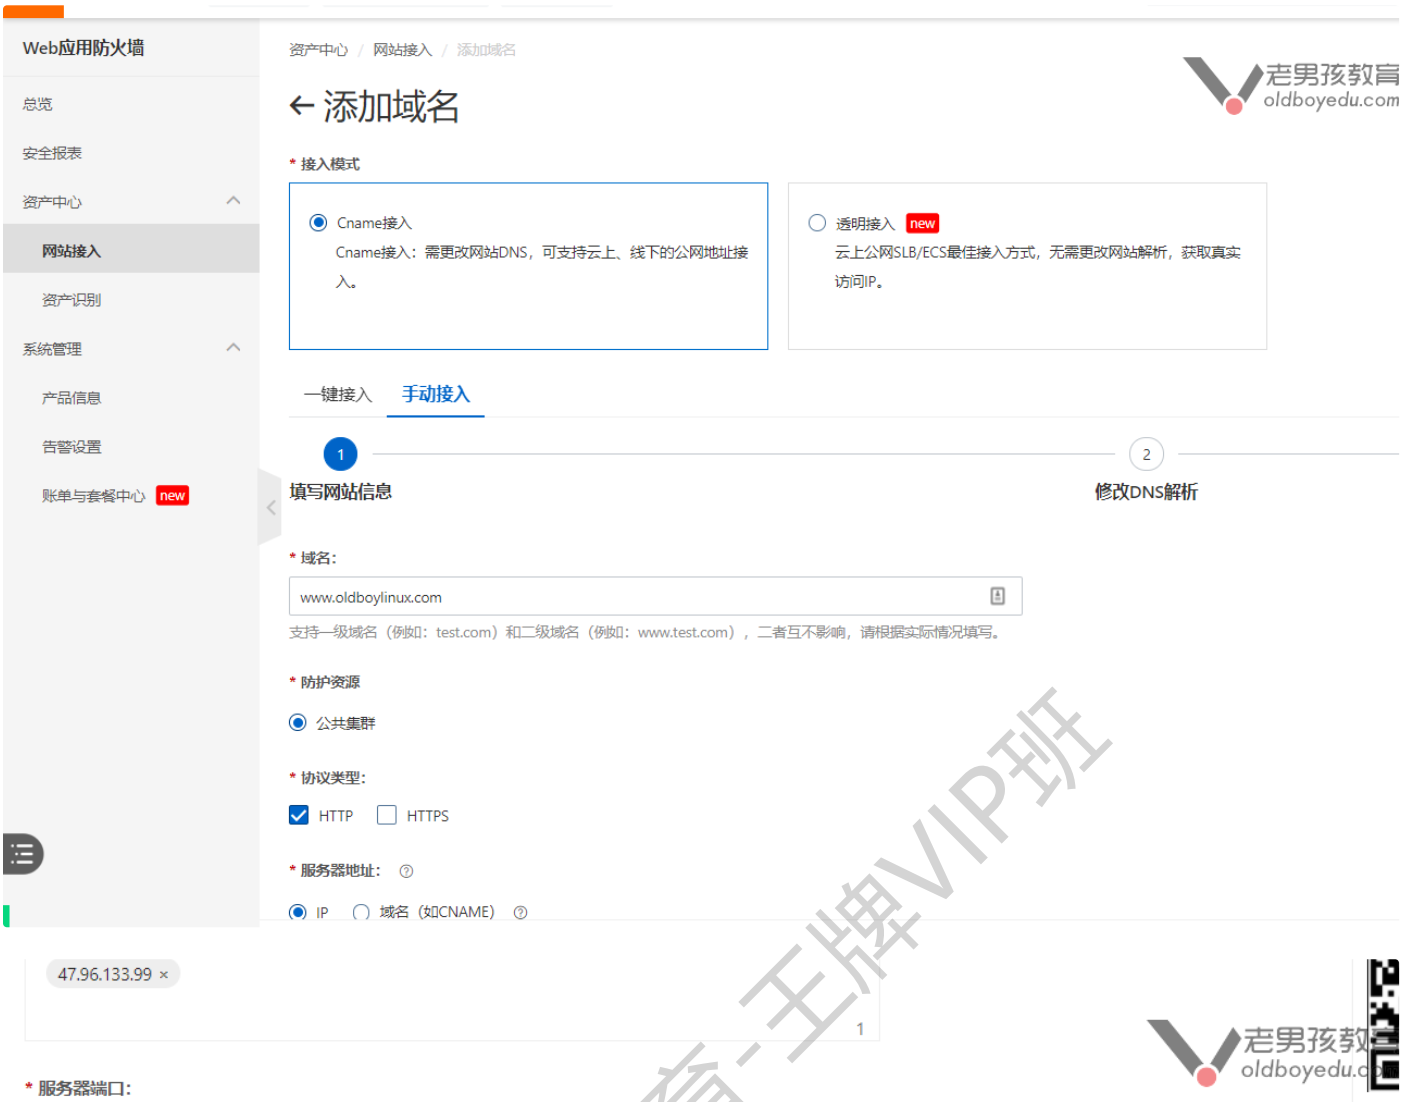 Web应用防火墙
总览
安全报表
资产中心
网站接入
资产识别
系统管理
产品信息
告警设置
账单与套餐中心 new
资产中心 / 网站接入 / 添加域名
老男孩教育
oldboyedu.com
←添加域名
* 接入模式
Cname接入
Cname接入：需更改网站DNS，可支持云上、线下的公网地址接
入。
透明接入 new
云上公网SLB/ECS最佳接入方式，无需更改网站解析，获取真实
访问IP。
一键接入 手动接入
1
填写网站信息
2
修改DNS解析
* 域名：
www.oldboylinux.com
支持一级域名（例如：test.com）和二级域名（例如：www.test.com），二者互不影响，请根据实际情况填写。
* 防护资源
公共集群
* 协议类型：
HTTP HTTPS
* 服务器地址：
IP 域名（如CNAME）
47.96.133.99 ×
1
老男孩教育
oldboyedu.com
* 服务器端口：
育-王牌VIP班